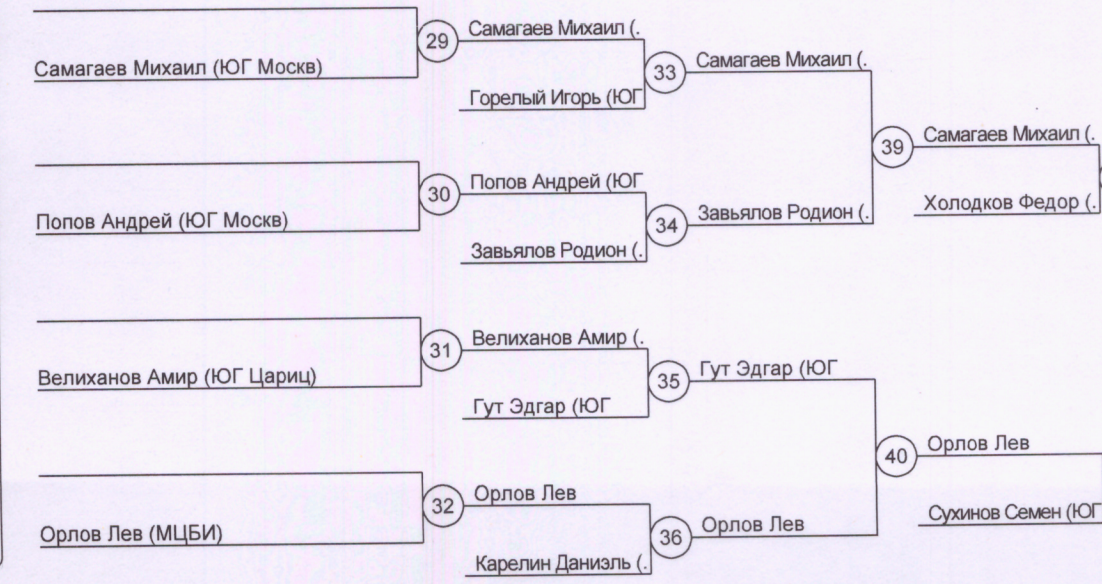 29
Самагаев Михаил (ЮГ Москв)
Самагаев Михаил (.
33
Горелый Игорь (ЮГ
Самагаев Михаил (.
30
Попов Андрей (ЮГ Москв)
Попов Андрей (ЮГ
34
Завьялов Родион (.
Завьялов Родион (.
39
Самагаев Михаил (.
Холодков Федор (.
31
Велиханов Амир (ЮГ Цариц)
Велиханов Амир (.
35
Гут Эдгар (ЮГ
Гут Эдгар (ЮГ
32
Орлов Лев (МЦБИ)
Орлов Лев
36
Карелин Даниэль (.
Орлов Лев
40
Орлов Лев
Сухинов Семен (ЮГ